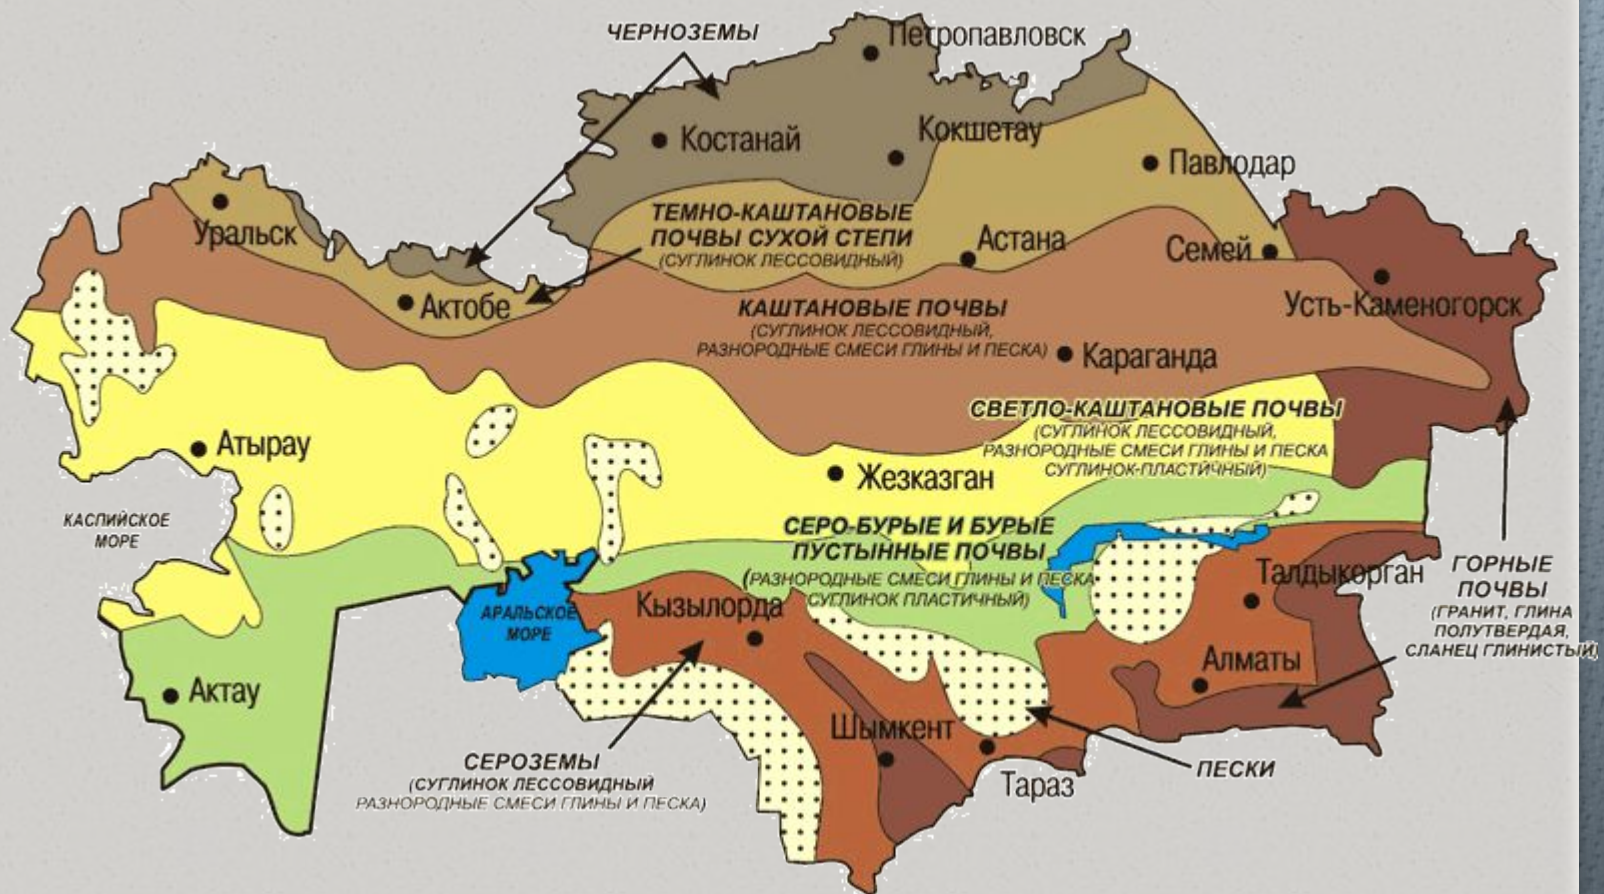 ЧЕРНОЗЕМЫ
Петропавловск
Костанай
Кокшетау
Павлодар
Уральск
ТЕМНО-КАШТАНОВЫЕ
ПОЧВЫ СУХОЙ СТЕПИ
(СУГЛИНОК ЛЕССОВИДНЫЙ)
Астана
Семей
Актобе
КАШТАНОВЫЕ ПОЧВЫ
(СУГЛИНОК ЛЕССОВИДНЫЙ,
РАЗНОРОДНЫЕ СМЕСИ ГЛИНЫ И ПЕСКА)
Усть-Каменогорск
Караганда
СВЕТЛО-КАШТАНОВЫЕ ПОЧВЫ
(СУГЛИНОК ЛЕССОВИДНЫЙ,
РАЗНОРОДНЫЕ СМЕСИ ГЛИНЫ И ПЕСКА
СУГЛИНОК-ПЛАСТИЧНЫЙ)
Атырау
Жезказган
КАСПИЙСКОЕ
МОРЕ
СЕРО-БУРЫЕ И БУРЫЕ
ПУСТЫННЫЕ ПОЧВЫ
(РАЗНОРОДНЫЕ СМЕСИ ГЛИНЫ И ПЕСКА
СУГЛИНОК ПЛАСТИЧНЫЙ)
Талдыкорган
ГОРНЫЕ
ПОЧВЫ
(ГРАНИТ, ГЛИНА
ПОЛУТВЕРДАЯ,
СЛАНЕЦ ГЛИНИСТЫЙ)
АРАЛЬСКОЕ
МОРЕ
Кызылорда
Алматы
Актау
Шымкент
СЕРОЗЕМЫ
(СУГЛИНОК ЛЕССОВИДНЫЙ
РАЗНОРОДНЫЕ СМЕСИ ГЛИНЫ И ПЕСКА)
Тараз
ПЕСКИ